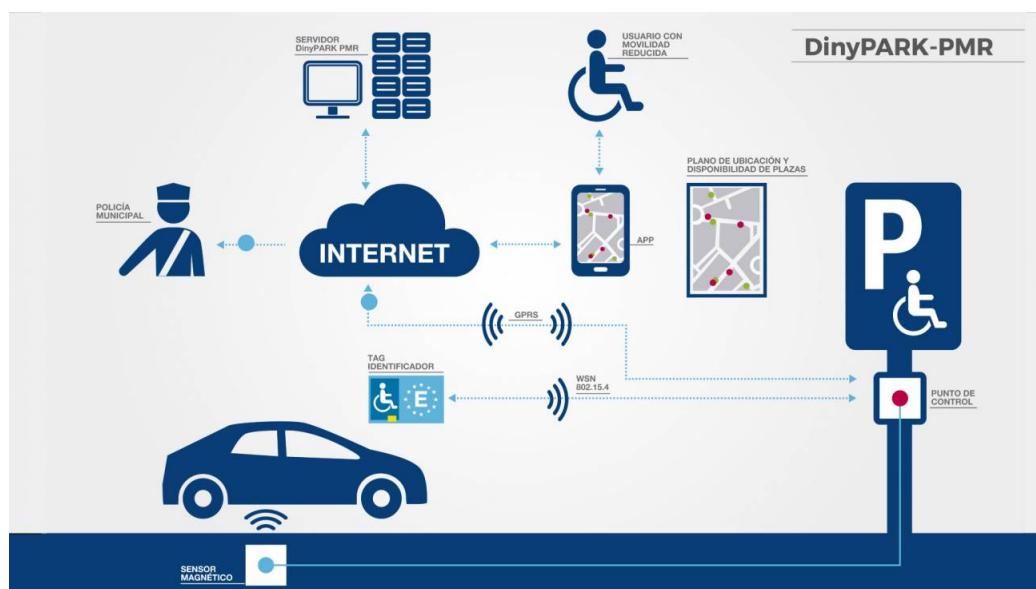 SERVIDOR
DinyPARK PMR
USUARIO CON
MOVILIDAD
REDUCIDA
DinyPARK-PMR
PLANO DE UBICACIÓN Y
DISPONIBILIDAD DE PLAZAS
POLICÍA
MUNICIPAL
INTERNET
APP
P
GPRS
TAG
IDENTIFICADOR
E
WSN
802.15.4
PUNTO DE
CONTROL
SENSOR
MAGNÉTICO